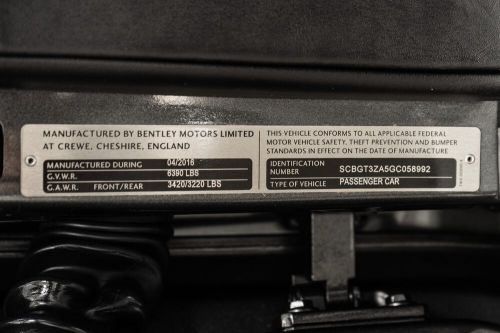 MANUFACTURED BY BENTLEY MOTORS LIMITED
AT CREWE, CHESHIRE, ENGLAND
MANUFACTURED DURING 04/2016
G.V.W.R. 6390 LBS
G.A.W.R. FRONT/REAR 3420/3220 LBS
THIS VEHICLE CONFORMS TO ALL APPLICABLE FEDERAL
MOTOR VEHICLE SAFETY, THEFT PREVENTION AND BUMPER
STANDARDS IN EFFECT ON THE DATE OF MANUFACTURE
IDENTIFICATION
NUMBER SCBGT3ZA5GC058992
TYPE OF VEHICLE PASSENGER CAR